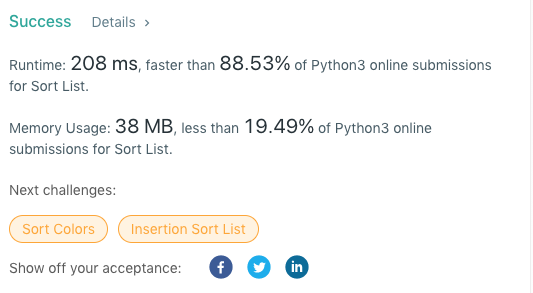 Success Details ›
Runtime: 208 ms, faster than 88.53% of Python3 online submissions
for Sort List.
Memory Usage: 38 MB, less than 19.49% of Python3 online
submissions for Sort List.
Next challenges:
Sort Colors Insertion Sort List
Show off your acceptance: f in